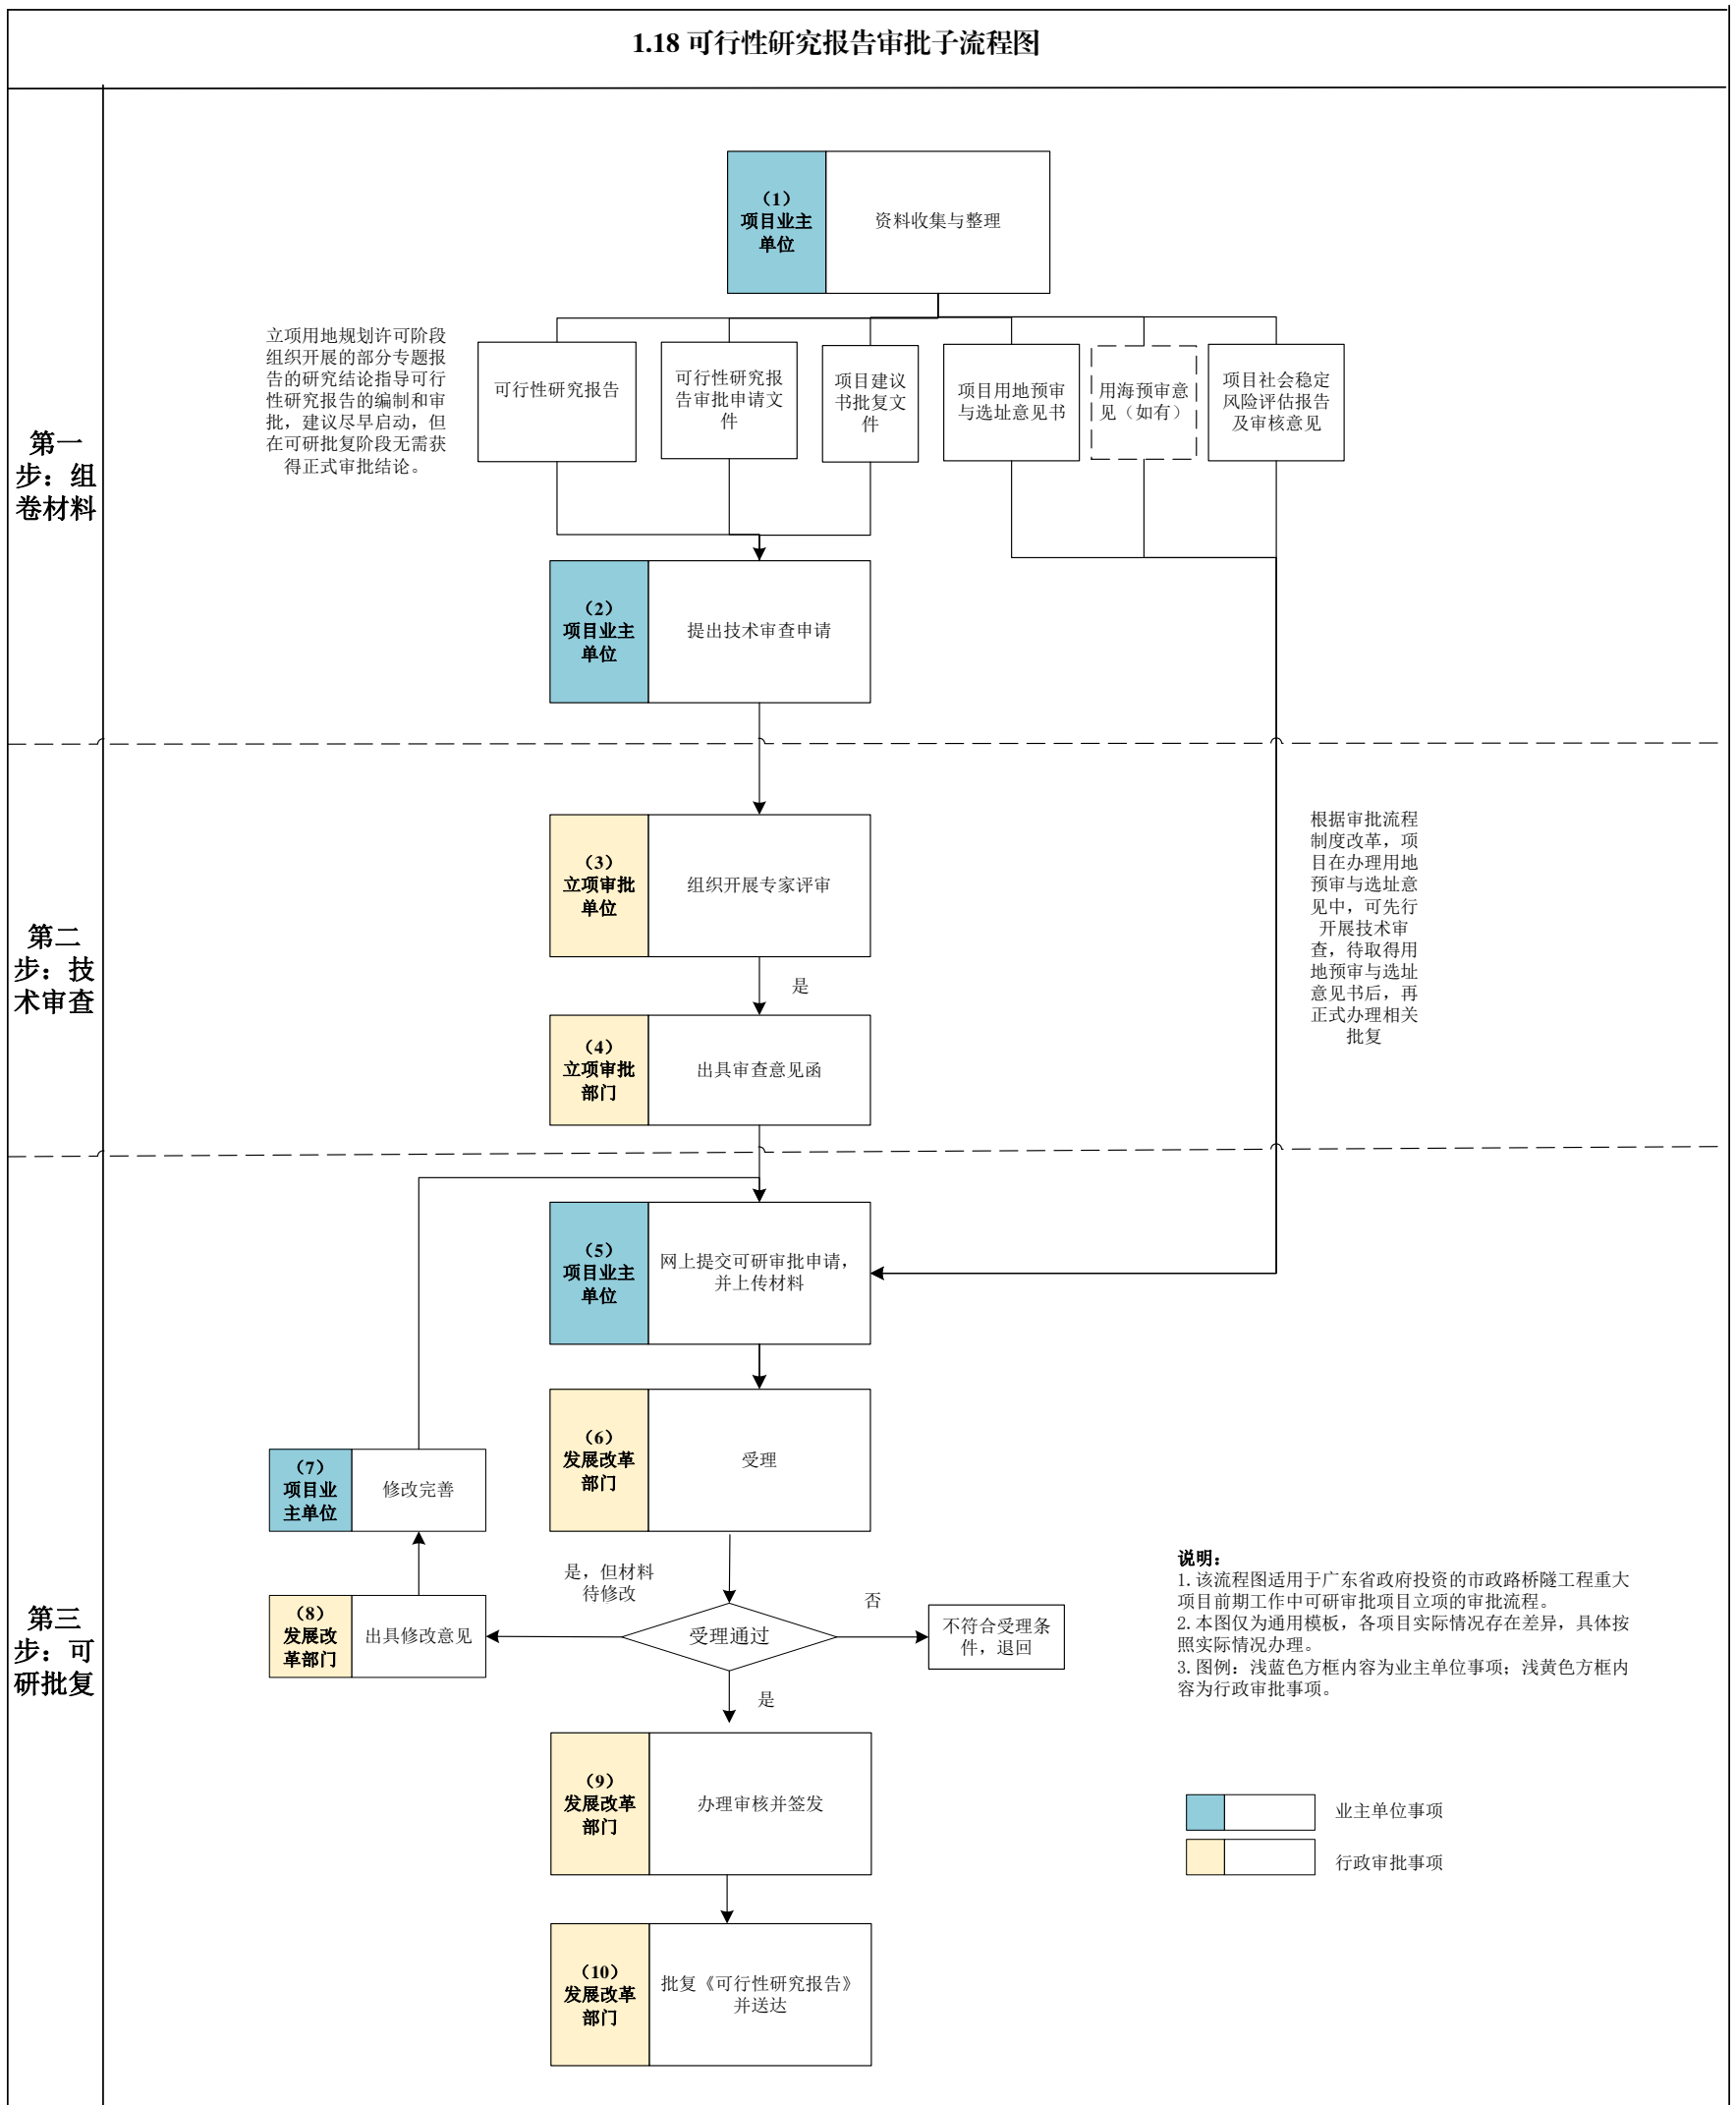 1.18 可行性研究报告审批子流程图
第一
步：组
卷材料
（1）
项目业主
单位
资料收集与整理
立项用地规划许可阶段
组织开展的部分专题报
告的研究结论指导可行
性研究报告的编制和审
批，建议尽早启动，但
在可研批复阶段无需获
得正式审批结论。
可行性研究报告
可行性研究报
告审批申请文
件
项目建议
书批复文
件
项目用地预审
与选址意见书
用海预审意
见（如有）
项目社会稳定
风险评估报告
及审核意见
（2）
项目业主
单位
提出技术审查申请
第二
步：技
术审查
（3）
立项审批
单位
组织开展专家评审
是
（4）
立项审批
部门
出具审查意见函
根据审批流程
制度改革，项
目在办理用地
预审与选址意
见中，可先行
开展技术审
查，待取得用
地预审与选址
意见书后，再
正式办理相关
批复
第三
步：可
研批复
（5）
项目业主
单位
网上提交可研审批申请，
并上传材料
（6）
发展改革
部门
受理
（7）
项目业
主单位
修改完善
是，但材料
待修改
（8）
发展改
革部门
出具修改意见
受理通过
否
不符合受理条
件，退回
是
（9）
发展改革
部门
办理审核并签发
（10）
发展改革
部门
批复《可行性研究报告》
并送达
说明：
1.该流程图适用于广东省政府投资的市政路桥隧工程重大
项目前期工作中可研审批项目立项的审批流程。
2.本图仅为通用模板，各项目实际情况存在差异，具体按
照实际情况办理。
3.图例：浅蓝色方框内容为业主单位事项；浅黄色方框内
容为行政审批事项。
业主单位事项
行政审批事项